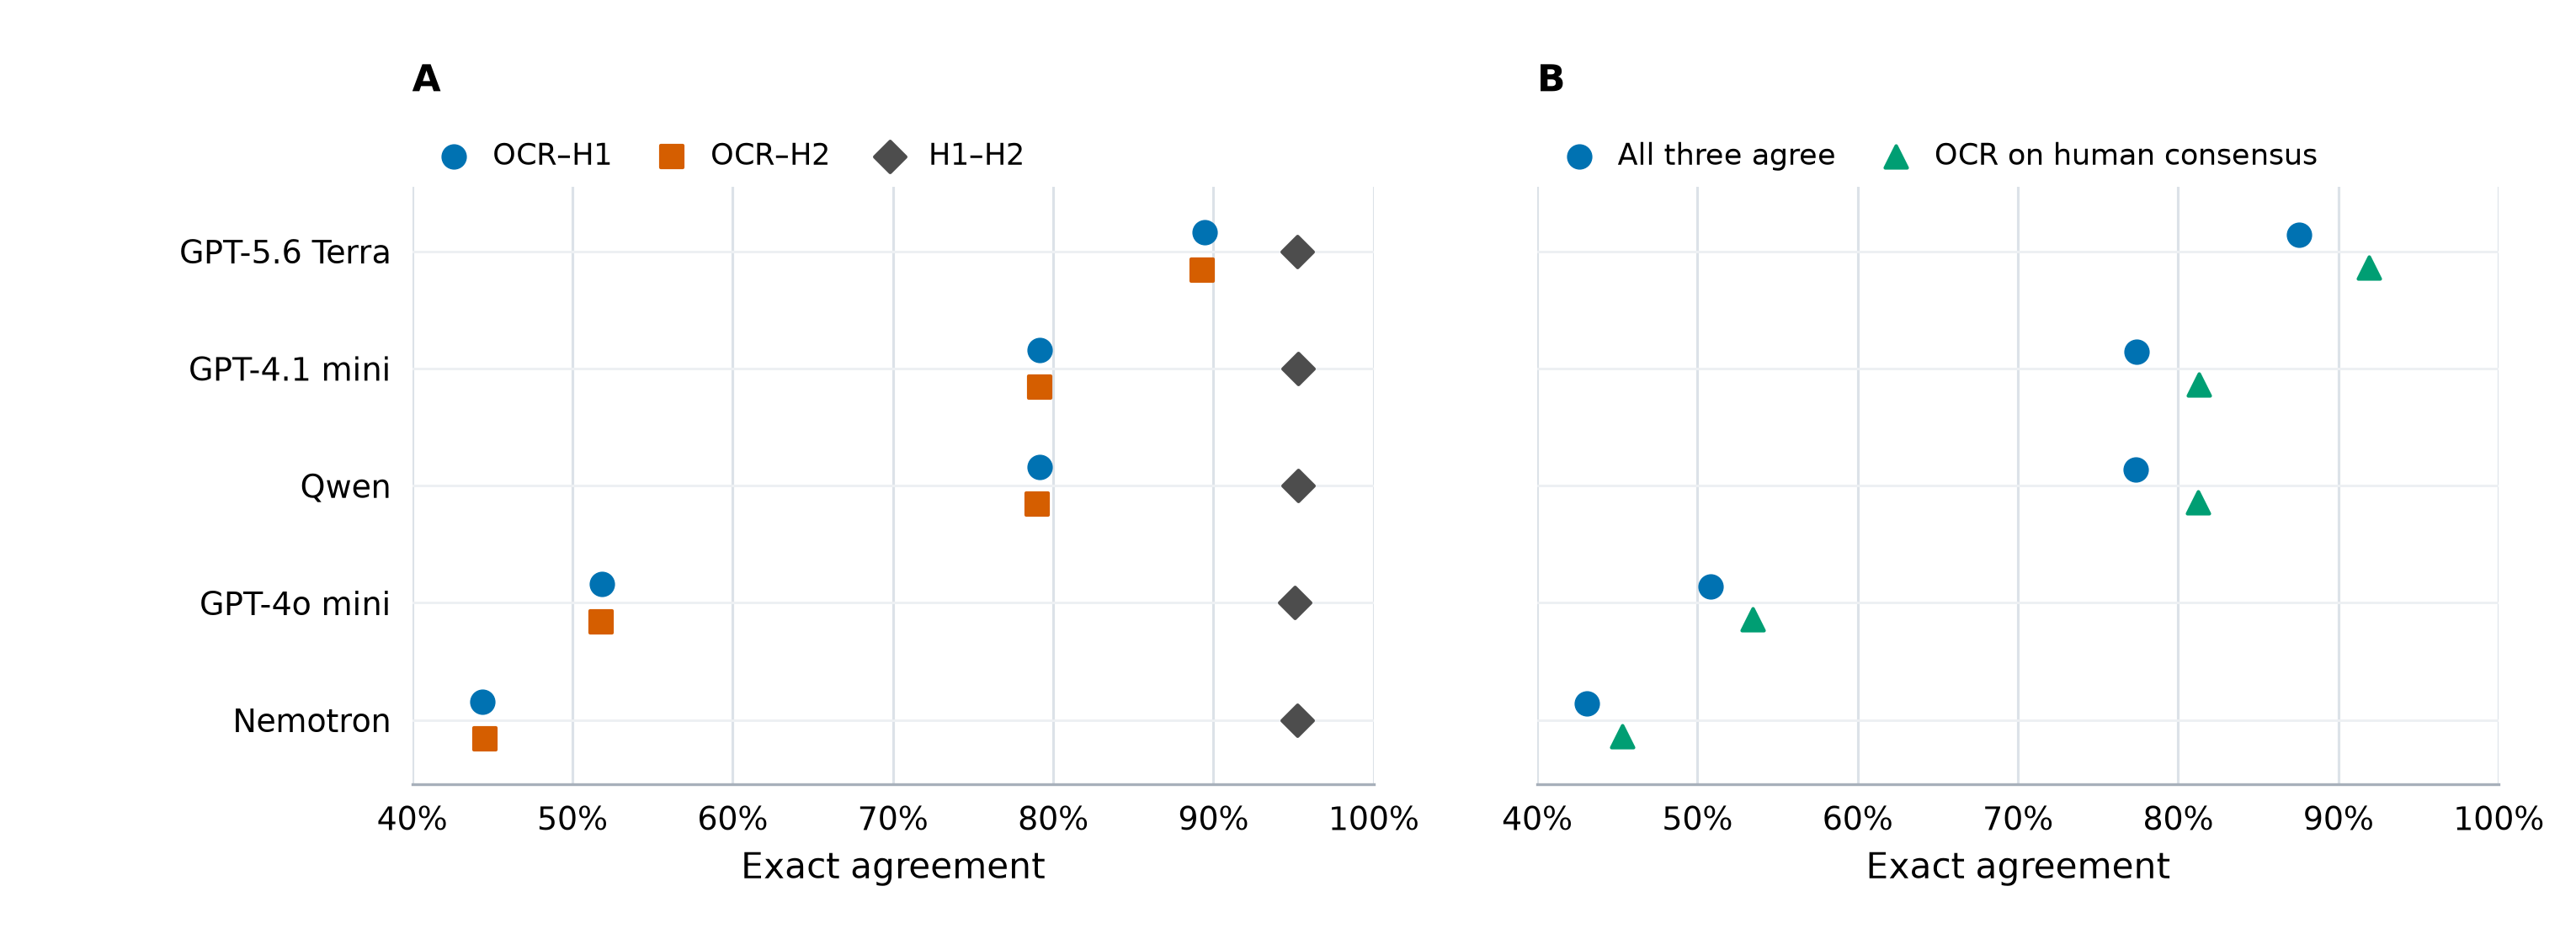 A
OCR–H1 OCR–H2 H1–H2
GPT-5.6 Terra
GPT-4.1 mini
Qwen
GPT-4o mini
Nemotron
40% 50% 60% 70% 80% 90% 100%
Exact agreement
B
All three agree OCR on human consensus
40% 50% 60% 70% 80% 90% 100%
Exact agreement